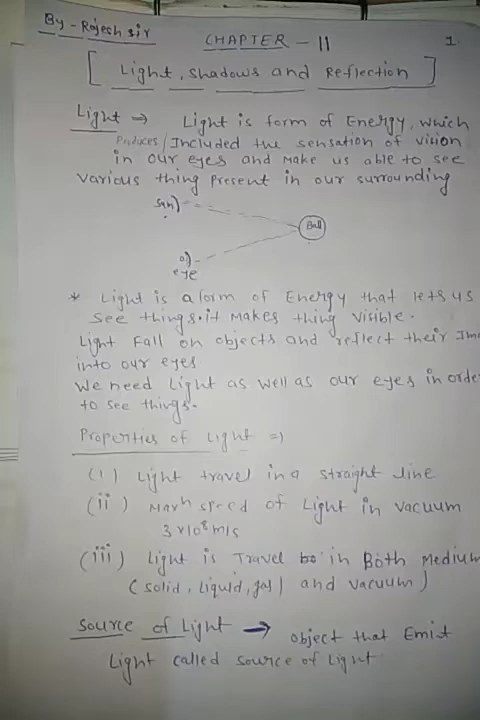 By - Rajesh sir
CHAPTER - 11
1
[ Light, Shadows and Reflection ]
Light ⇒ Light is form of Energy, which
Produces/Included the sensation of vision
in our eyes and make us able to see
various thing present in our surrounding
sun
Ball
eye
* Light is a form of Energy that lets us
see things. it makes thing visible.
Light Fall on objects and reflect their Ima
into our eyes
We need Light as well as our eyes in orde
to see things.
Properties of Light ⇒
(i) Light travel in a straight line
(ii) Maxm speed of Light in vacuum
3×10⁸ m/s
(iii) Light is Travel in Both Medium
(solid, liquid, gas) and vacuum)
Source of Light → object that Emit
Light called source of Light.